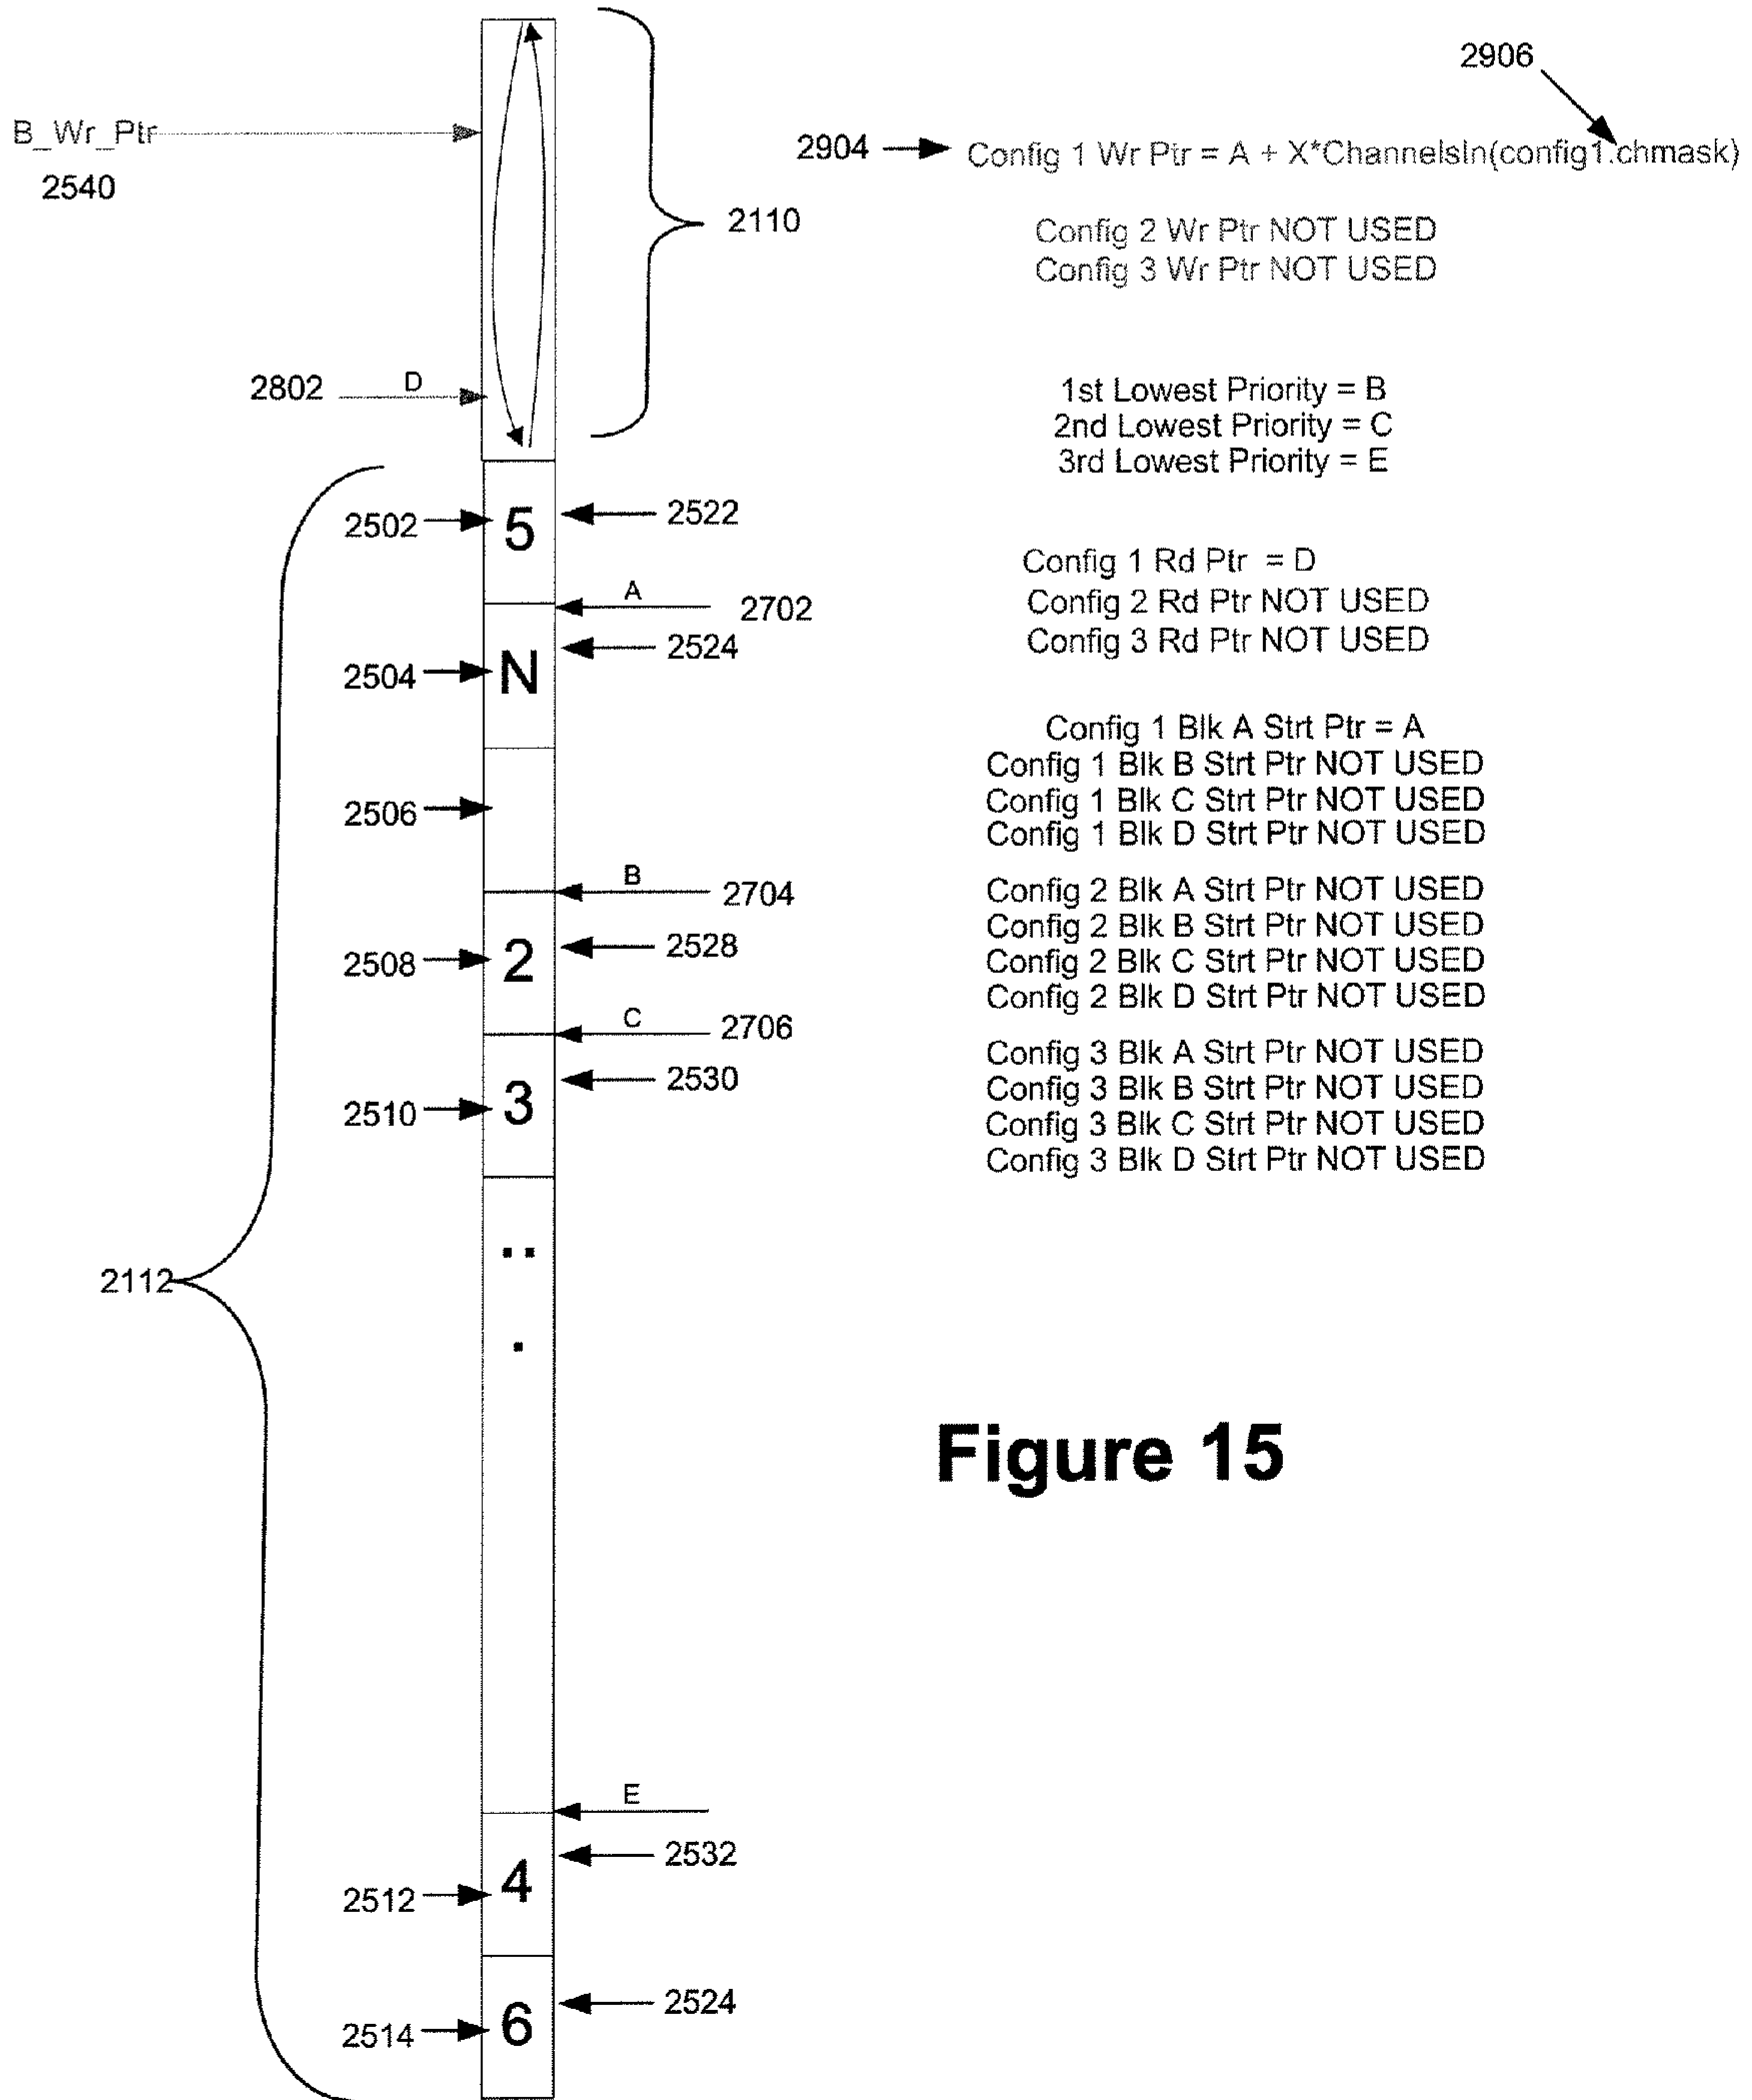 2906
B_Wr_Ptr
2540
2904
Config 1 Wr Ptr = A + X*ChannelsIn(config1.chmask)
2110
Config 2 Wr Ptr NOT USED
Config 3 Wr Ptr NOT USED
2802
D
1st Lowest Priority = B
2nd Lowest Priority = C
3rd Lowest Priority = E
2502
5
2522
Config 1 Rd Ptr = D
Config 2 Rd Ptr NOT USED
Config 3 Rd Ptr NOT USED
A
2702
2504
N
2524
Config 1 Blk A Strt Ptr = A
Config 1 Blk B Strt Ptr NOT USED
Config 1 Blk C Strt Ptr NOT USED
Config 1 Blk D Strt Ptr NOT USED
2506
B
2704
Config 2 Blk A Strt Ptr NOT USED
Config 2 Blk B Strt Ptr NOT USED
Config 2 Blk C Strt Ptr NOT USED
Config 2 Blk D Strt Ptr NOT USED
2508
2
2528
C
2706
Config 3 Blk A Strt Ptr NOT USED
Config 3 Blk B Strt Ptr NOT USED
Config 3 Blk C Strt Ptr NOT USED
Config 3 Blk D Strt Ptr NOT USED
2510
3
2530
2112
Figure 15
E
2512
4
2532
2514
6
2524